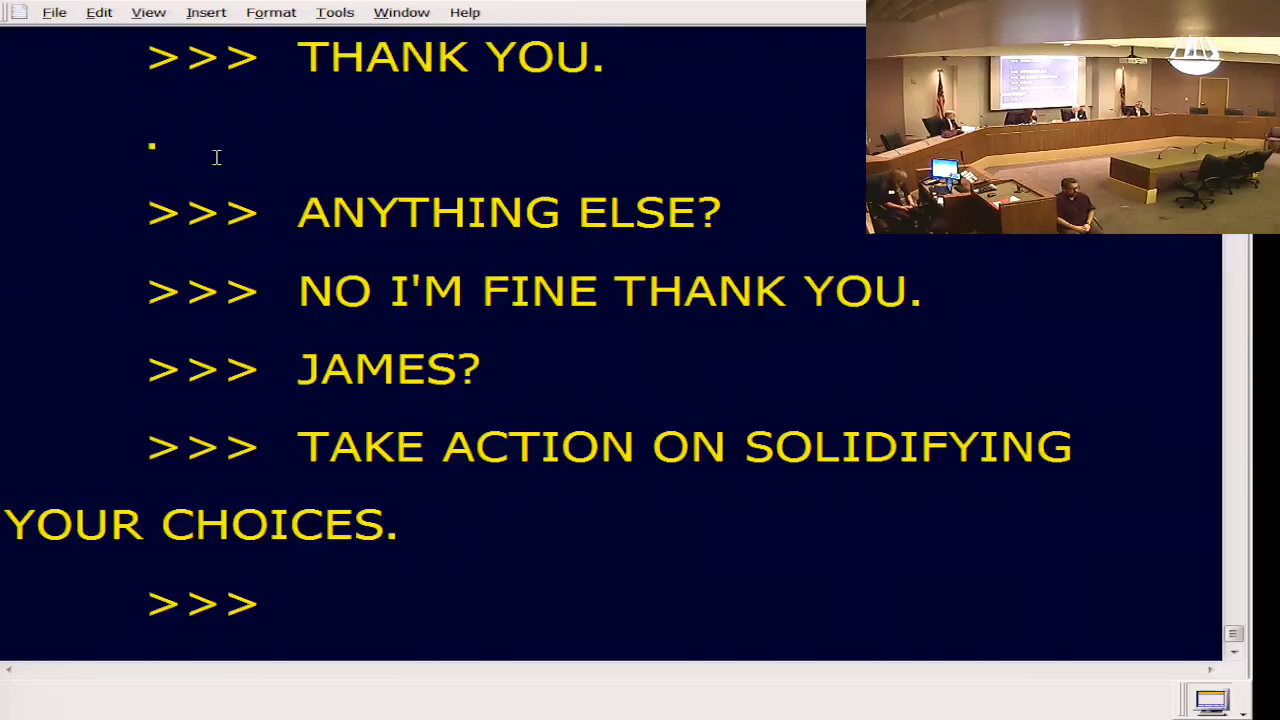 File Edit View Insert Format Tools Window Help
>>> THANK YOU.
.
>>> ANYTHING ELSE?
>>> NO I'M FINE THANK YOU.
>>> JAMES?
>>> TAKE ACTION ON SOLIDIFYING
YOUR CHOICES.
>>>